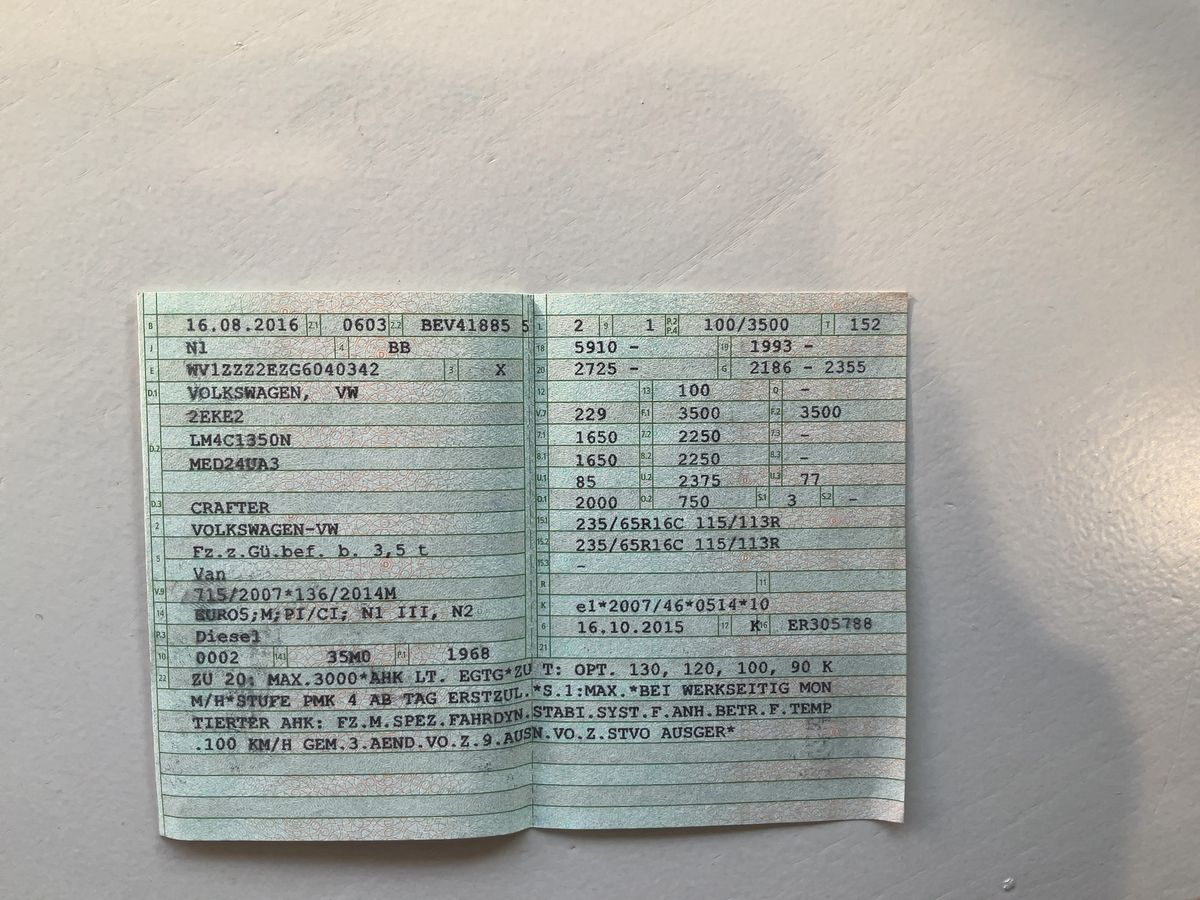 B 16.08.2016 2.1 0603 2.2 BEV41885 5
J N1 4 BB
E WV1ZZZ2EZG6040342 3 X
D.1 VOLKSWAGEN, VW
2EKE2
D.2 LM4C1350N
MED24UA3
D.3 CRAFTER
2 VOLKSWAGEN-VW
5 Fz.z.Gü.bef. b. 3,5 t
Van
V.9 715/2007*136/2014M
14 EURO5;M;PI/CI; N1 III, N2
P.3 Diesel
10 0002 14.1 35M0 P.1 1968
L 2 9 1 P.2 P.4 100/3500 T 152
18 5910 - 19 1993 -
20 2725 - G 2186 - 2355
12 13 100 Q -
V.7 229 F.1 3500 F.2 3500
7.1 1650 7.2 2250 7.3 -
8.1 1650 8.2 2250 8.3 -
U.1 85 U.2 2375 U.3 77
O.1 2000 O.2 750 S.1 3 S.2 -
15.1 235/65R16C 115/113R
15.2 235/65R16C 115/113R
15.3 -
R 11
K e1*2007/46*0514*10
6 16.10.2015 17 K 16 ER305788
21
22 ZU 20: MAX.3000*AHK LT. EGTG*ZU T: OPT. 130, 120, 100, 90 K
M/H*STUFE PMK 4 AB TAG ERSTZUL.*S.1:MAX.*BEI WERKSEITIG MON
TIERTER AHK: FZ.M.SPEZ.FAHRDYN.STABI.SYST.F.ANH.BETR.F.TEMP
.100 KM/H GEM.3.AEND.VO.Z.9.AUSN.VO.Z.STVO AUSGER*